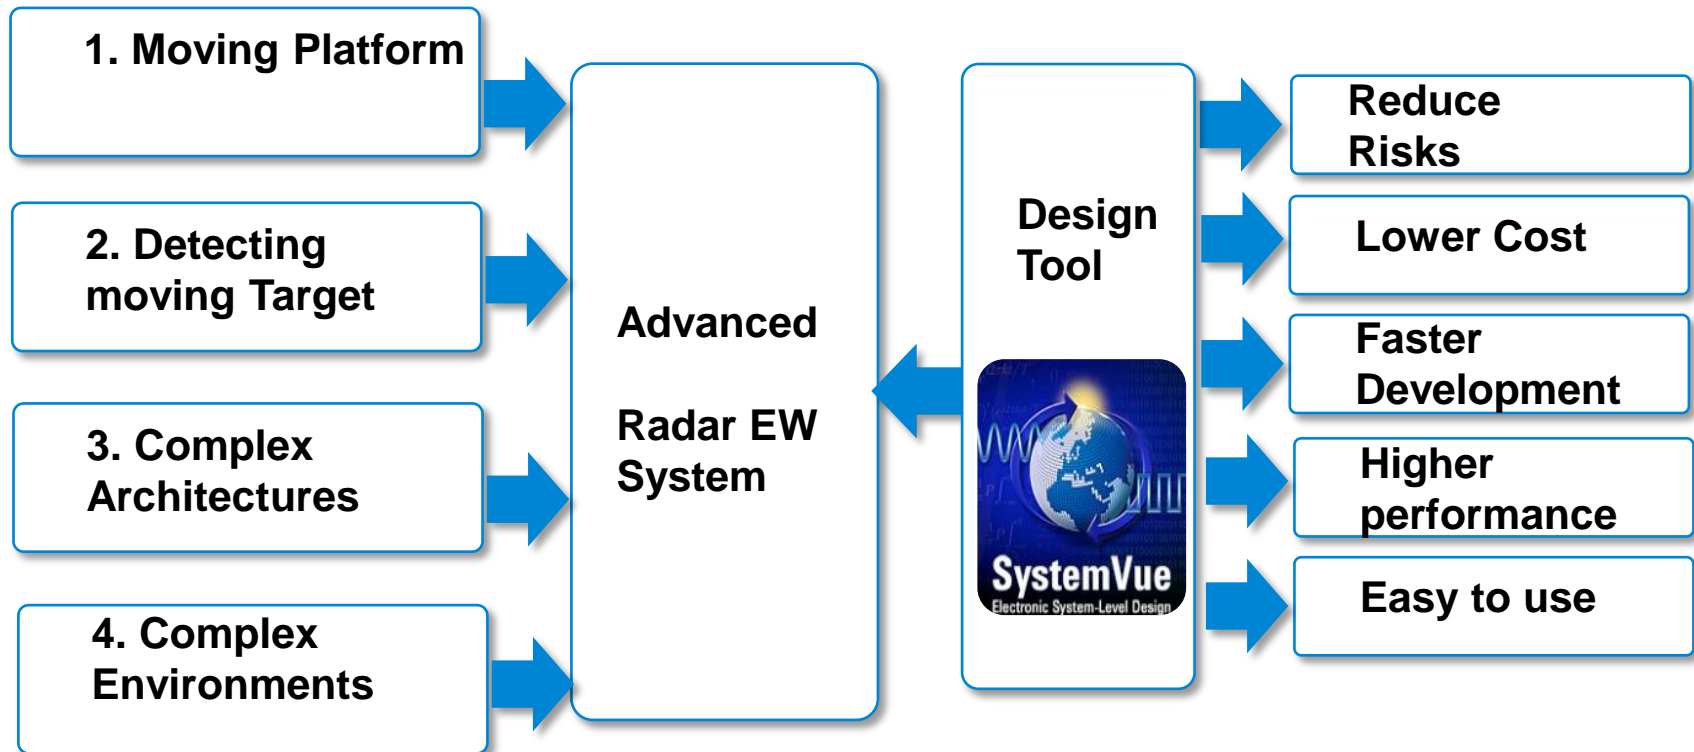 1. Moving Platform
2. Detecting
moving Target
3. Complex
Architectures
4. Complex
Environments
Advanced
Radar EW
System
Design
Tool
SystemVue
Electronic System-Level Design
Reduce
Risks
Lower Cost
Faster
Development
Higher
performance
Easy to use